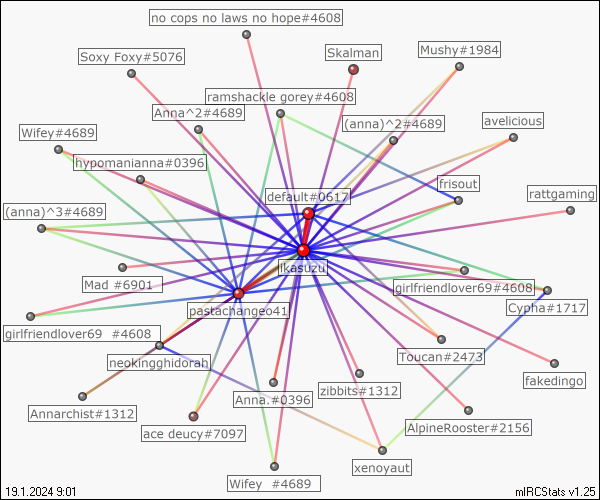 no cops no laws no hope#4608
Soxy Foxy#5076
Skalman
Mushy#1984
ramshackle gorey#4608
Anna^2#4689
(anna)^2#4689
avelicious
Wifey#4689
hypomanianna#0396
default#0617
frisout
rattgaming
(anna)^3#4689
ikasuzu
Mad #6901
girlfriendlover69#4608
Cypha#1717
pastachangeo41
girlfriendlover69 #4608
neokingghidorah
Toucan#2473
fakedingo
zibbits#1312
Anna.#0396
Annarchist#1312
ace deucy#7097
AlpineRooster#2156
xenoyaut
Wifey #4689
19.1.2024 9:01
mIRCStats v1.25